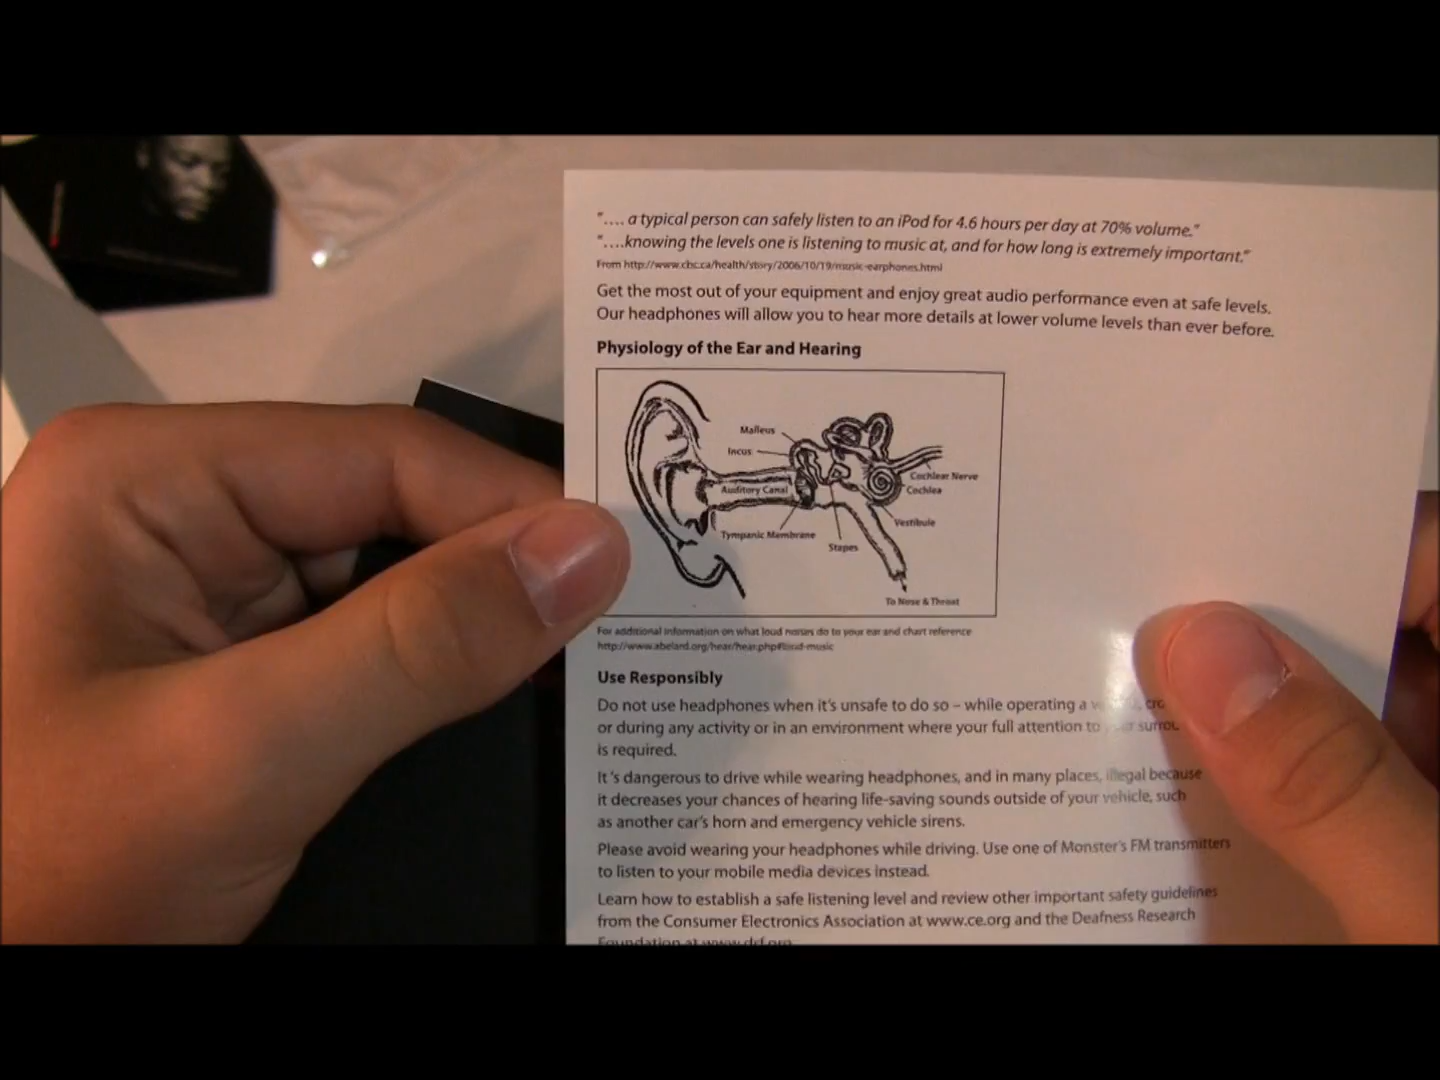 ".... a typical person can safely listen to an iPod for 4.6 hours per day at 70% volume."
"....knowing the levels one is listening to music at, and for how long is extremely important."
From http://www.cbc.ca/health/story/2006/10/19/music-earphones.html
Get the most out of your equipment and enjoy great audio performance even at safe levels.
Our headphones will allow you to hear more details at lower volume levels than ever before.
Physiology of the Ear and Hearing
Malleus
Incus
Auditory Canal
Cochlear Nerve
Cochlea
Vestibule
Tympanic Membrane
Stapes
To Nose & Throat
For additional information on what loud noises do to your ear and chart reference
http://www.abelard.org/hear/hear.php#loud-music
Use Responsibly
Do not use headphones when it's unsafe to do so – while operating a
or during any activity or in an environment where your full attention to
is required.
It's dangerous to drive while wearing headphones, and in many places, illegal because
it decreases your chances of hearing life-saving sounds outside of your vehicle, such
as another car's horn and emergency vehicle sirens.
Please avoid wearing your headphones while driving. Use one of Monster's FM transmitters
to listen to your mobile media devices instead.
Learn how to establish a safe listening level and review other important safety guidelines
from the Consumer Electronics Association at www.ce.org and the Deafness Research
Foundation at www.drf.org